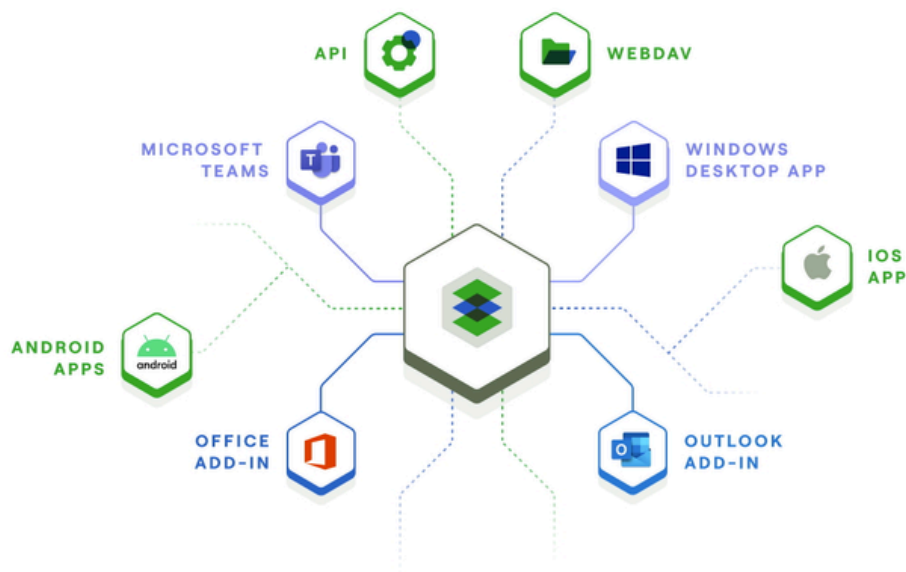 API
WEBDAV
MICROSOFT
TEAMS
T
WINDOWS
DESKTOP APP
IOS
APP
ANDROID
APPS
android
OFFICE
ADD-IN
O
OUTLOOK
ADD-IN